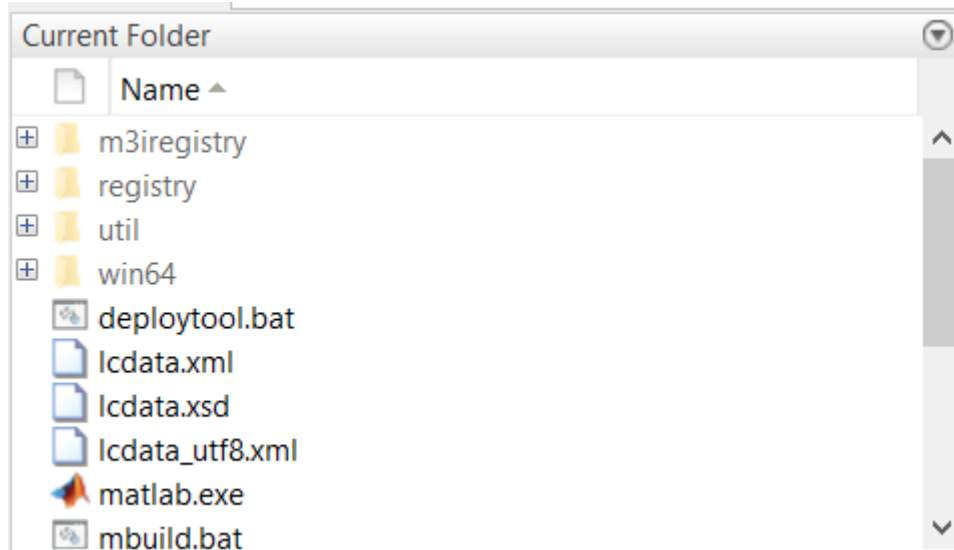 Current Folder
Name
m3iregistry
registry
util
win64
deploytool.bat
lcdata.xml
lcdata.xsd
lcdata_utf8.xml
matlab.exe
mbuild.bat